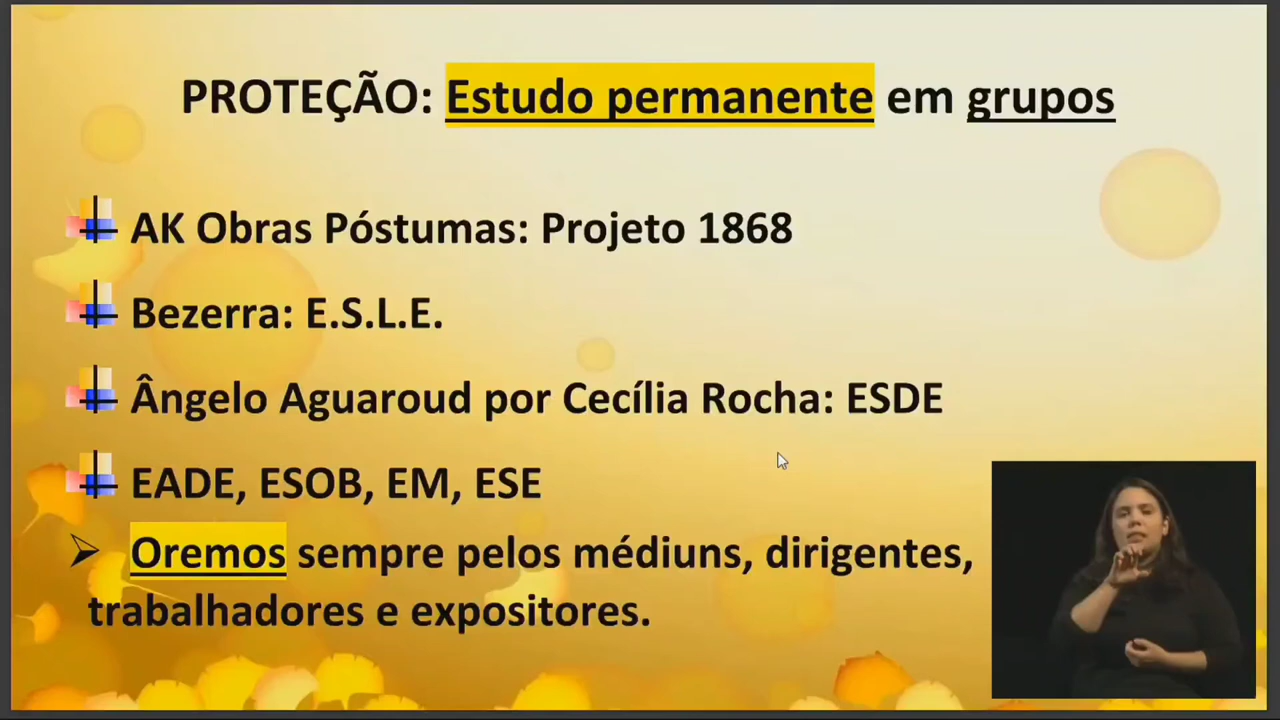 PROTEÇÃO: Estudo permanente em grupos
AK Obras Póstumas: Projeto 1868
Bezerra: E.S.L.E.
Ângelo Aguaroud por Cecília Rocha: ESDE
EADE, ESOB, EM, ESE
Oremos sempre pelos médiuns, dirigentes,
trabalhadores e expositores.